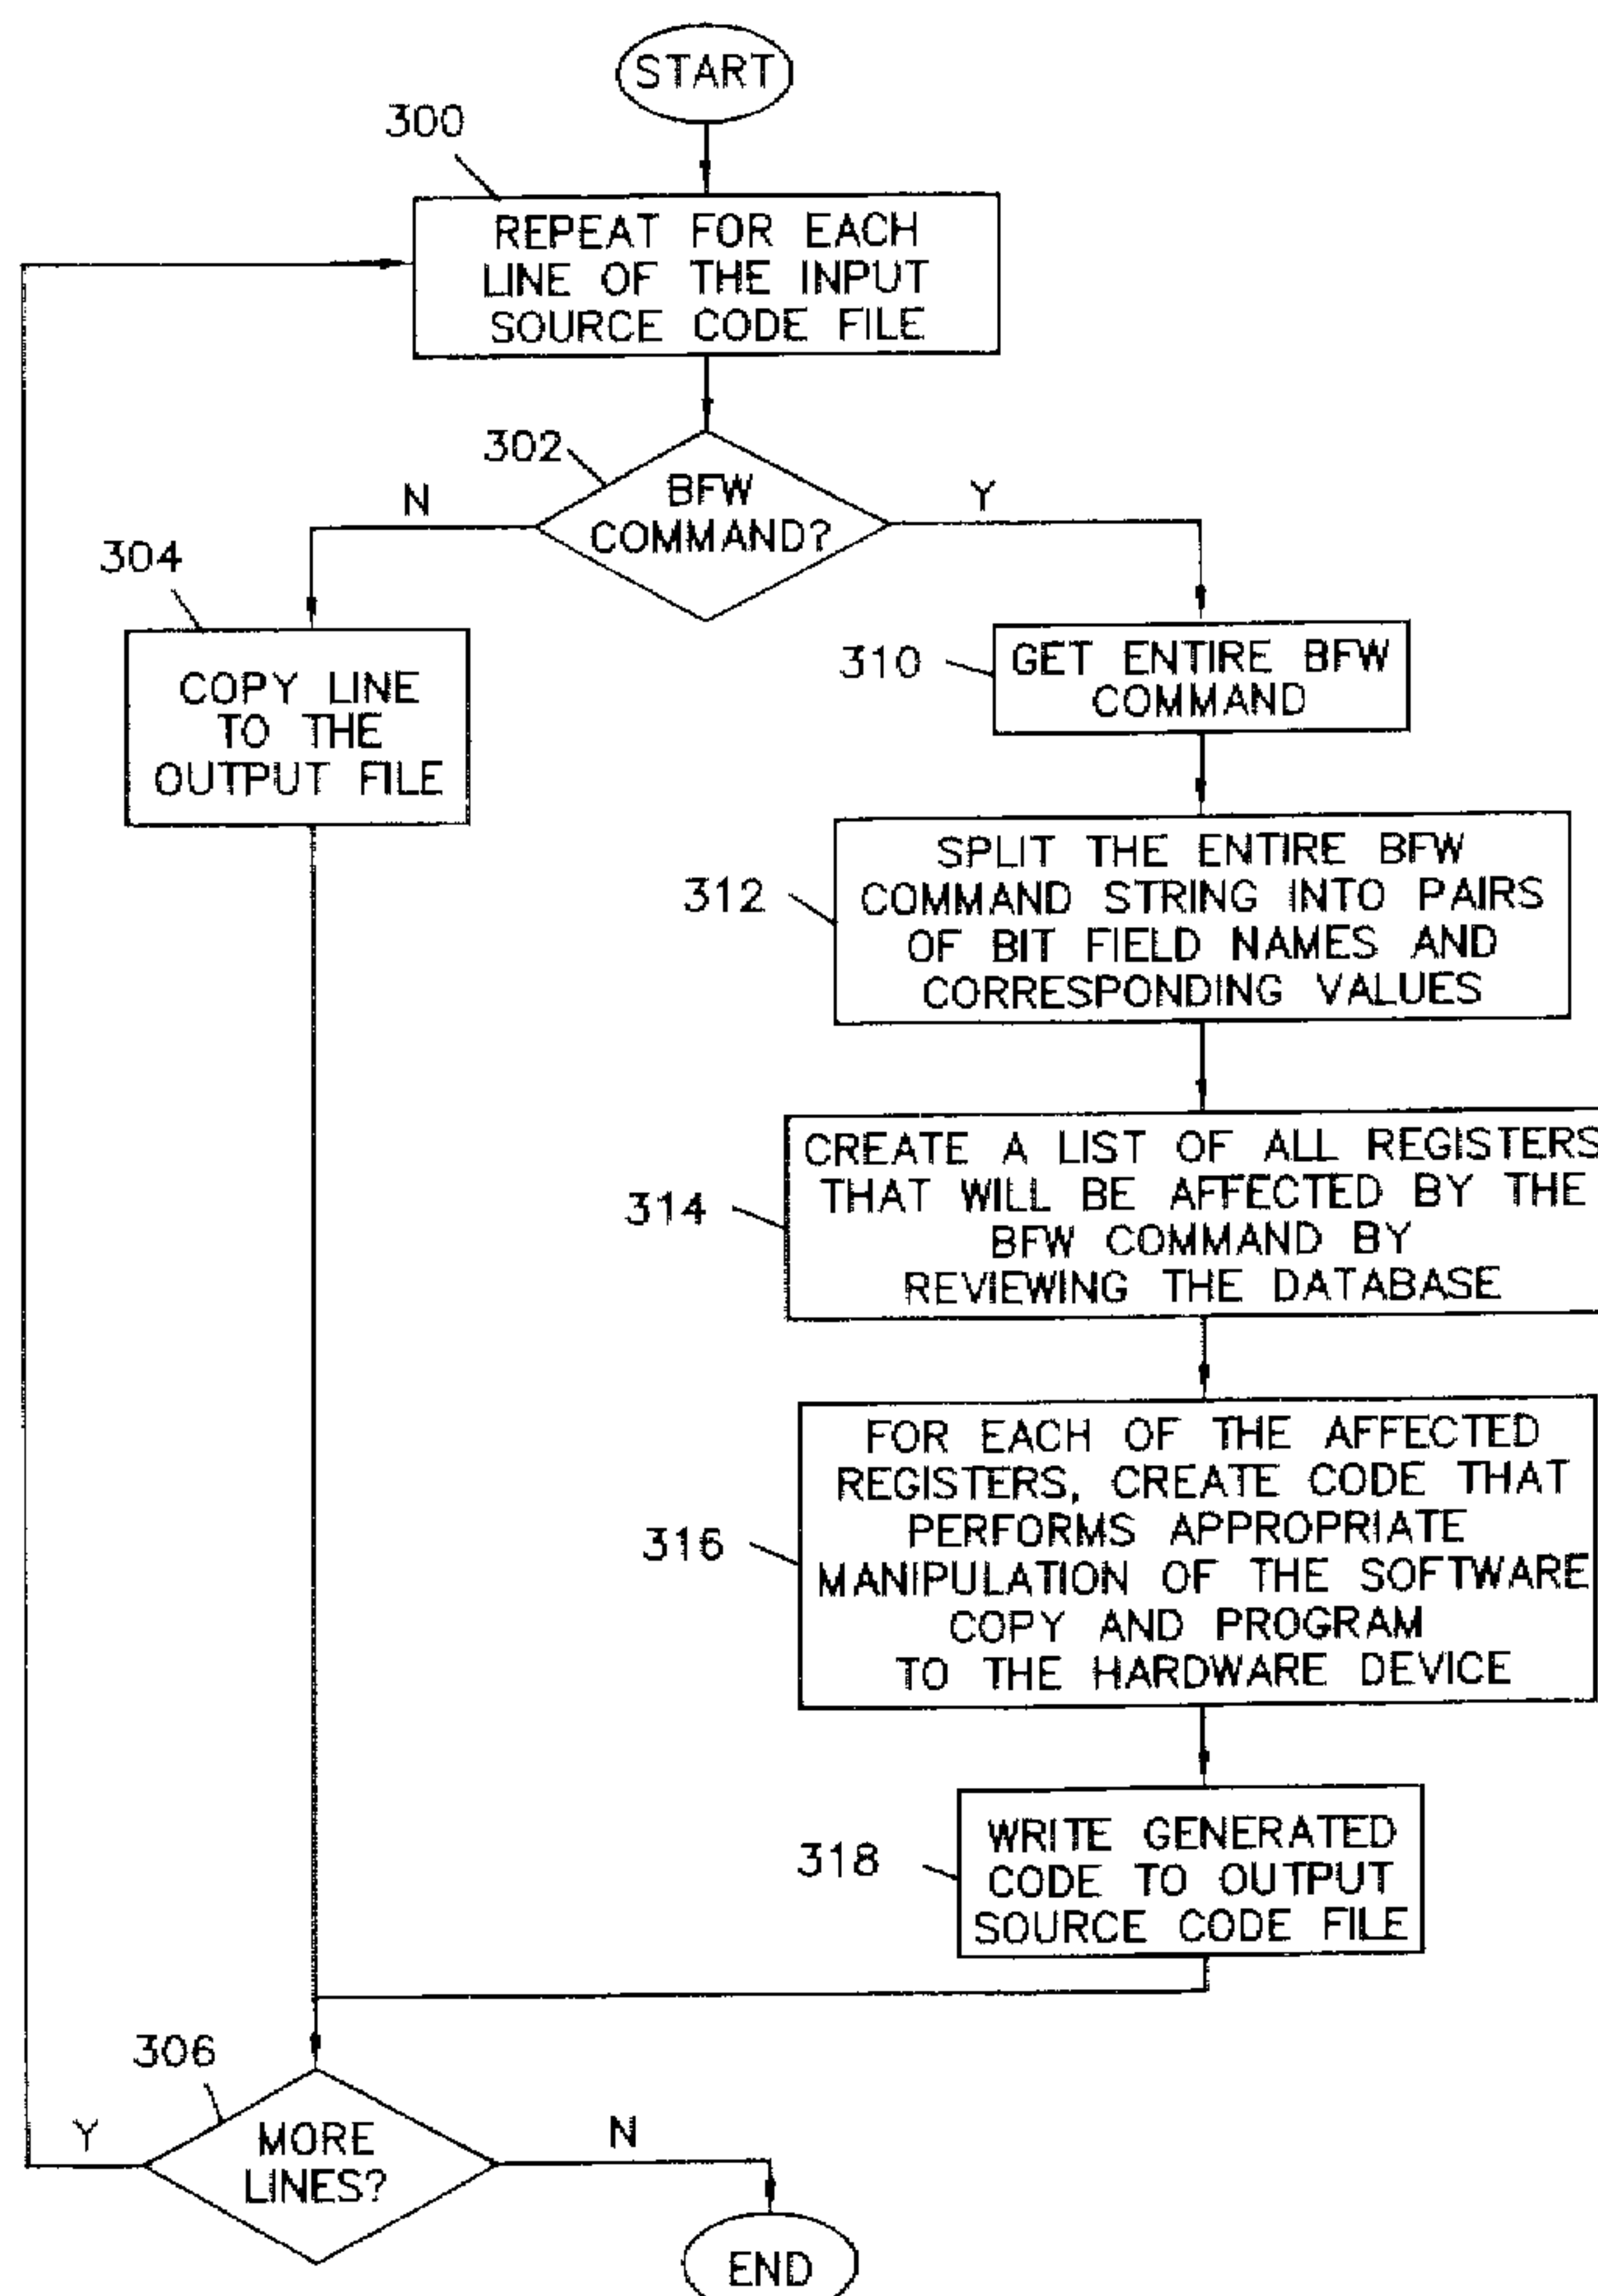 START
300
REPEAT FOR EACH
LINE OF THE INPUT
SOURCE CODE FILE
302
BFW
COMMAND?
N
Y
304
COPY LINE
TO THE
OUTPUT FILE
310
GET ENTIRE BFW
COMMAND
312
SPLIT THE ENTIRE BFW
COMMAND STRING INTO PAIRS
OF BIT FIELD NAMES AND
CORRESPONDING VALUES
314
CREATE A LIST OF ALL REGISTERS
THAT WILL BE AFFECTED BY THE
BFW COMMAND BY
REVIEWING THE DATABASE
316
FOR EACH OF THE AFFECTED
REGISTERS, CREATE CODE THAT
PERFORMS APPROPRIATE
MANIPULATION OF THE SOFTWARE
COPY AND PROGRAM
TO THE HARDWARE DEVICE
318
WRITE GENERATED
CODE TO OUTPUT
SOURCE CODE FILE
306
MORE
LINES?
Y
N
END